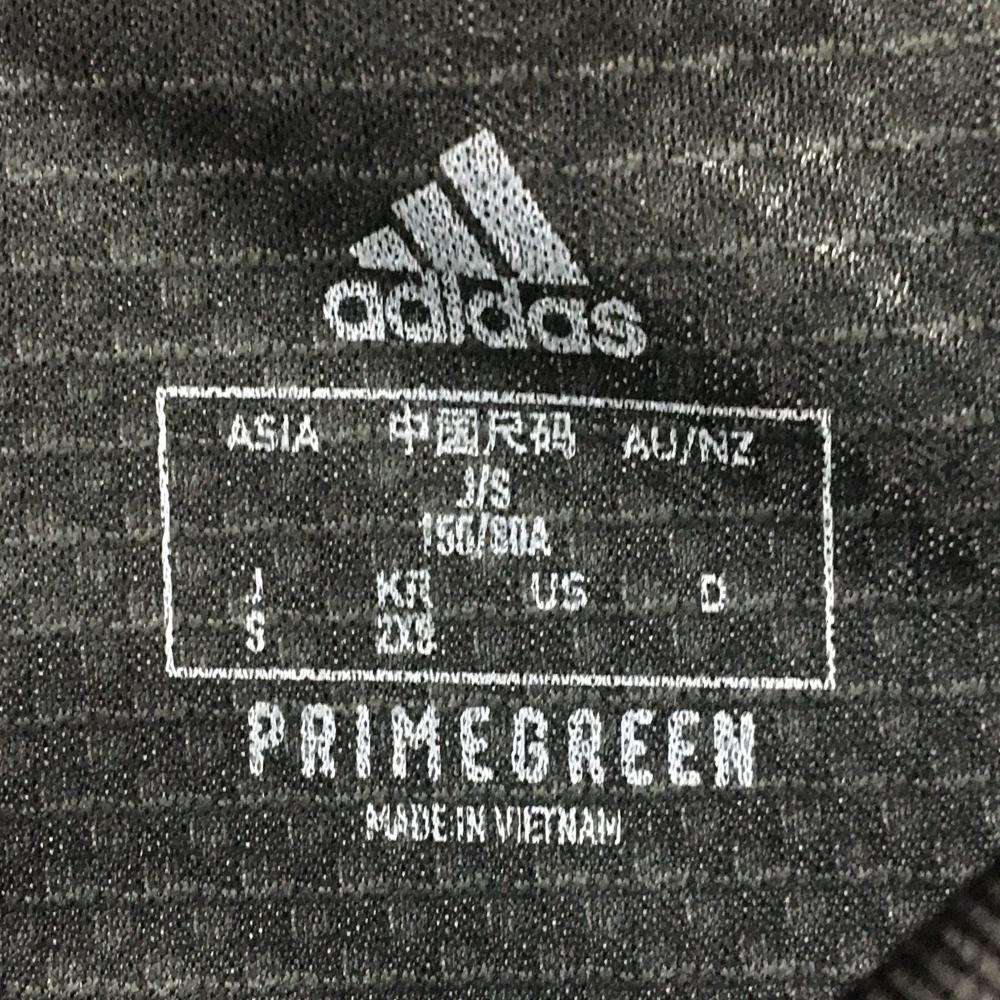 adidas
ASIA 中国尺码 AU/NZ
J/S
150/80A
J KR US D
S 2XS
PRIMEGREEN
MADE IN VIETNAM